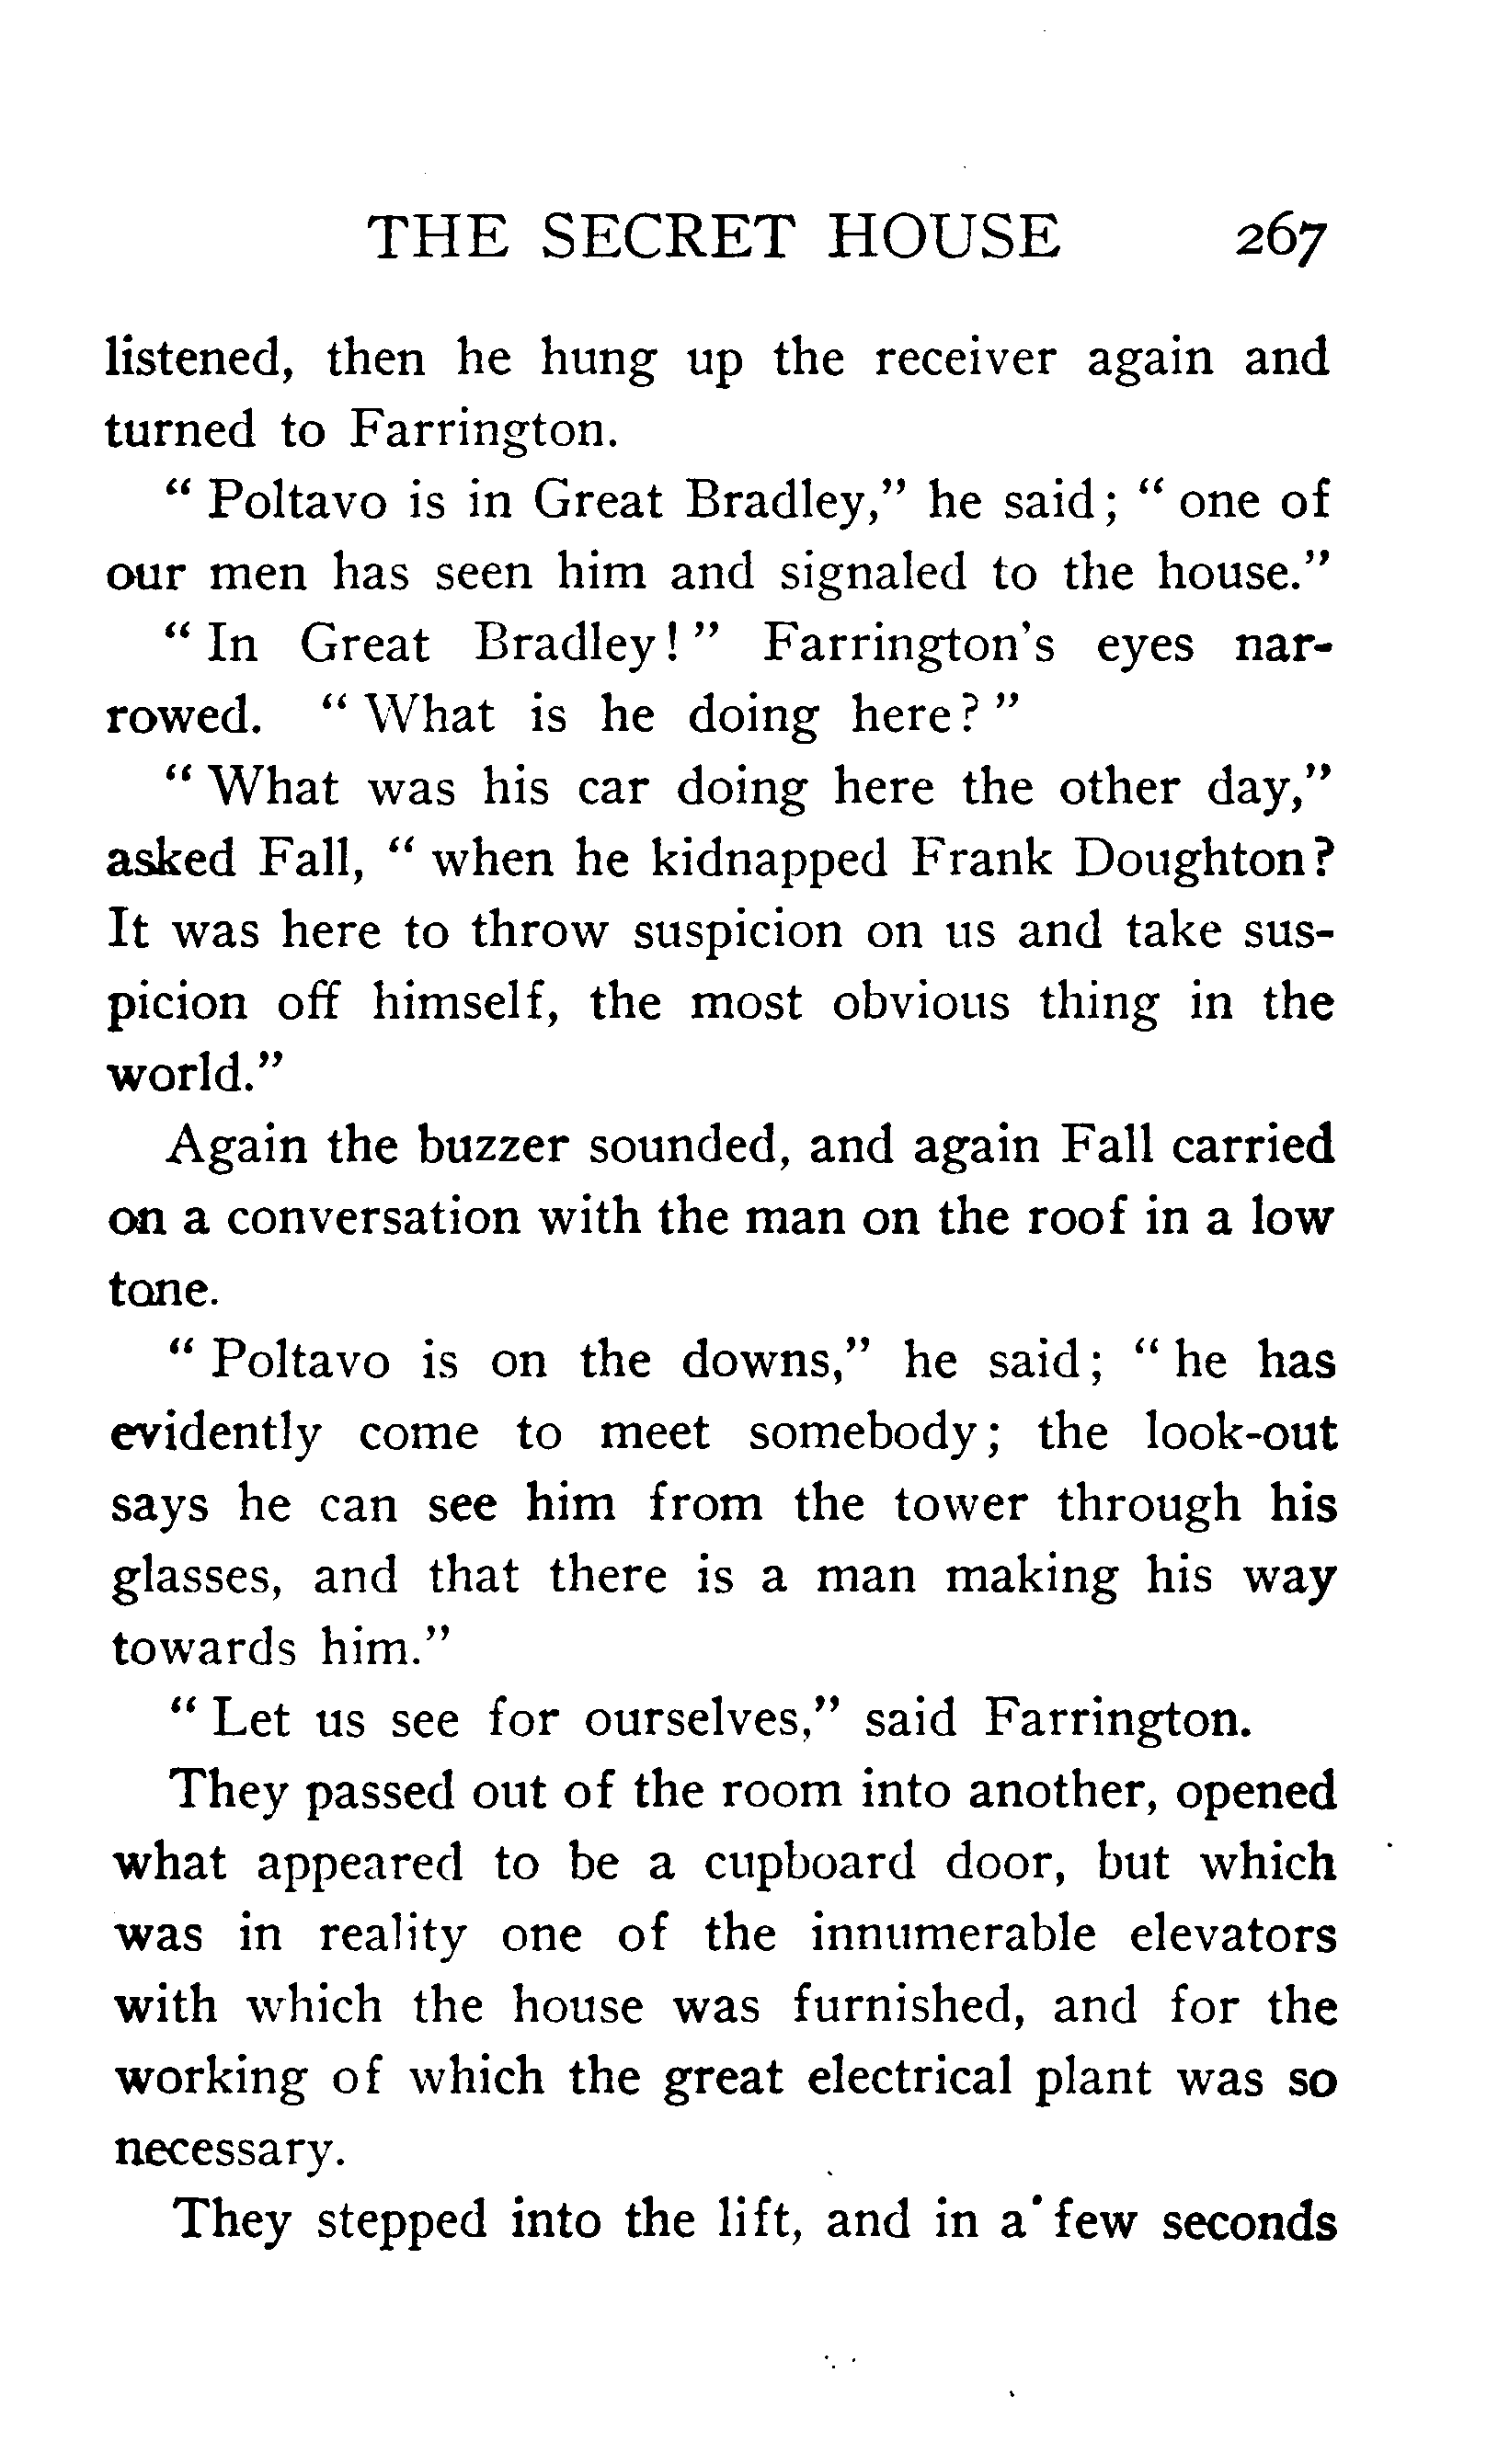 THE SECRET HOUSE 267
listened, then he hung up the receiver again and
turned to Farrington.
“ Poltavo is in Great Bradley,” he said; “ one of
our men has seen him and signaled to the house.”
“ In Great Bradley! ” Farrington's eyes nar-
rowed. “ What is he doing here? ”
“ What was his car doing here the other day,”
asked Fall, “ when he kidnapped Frank Doughton?
It was here to throw suspicion on us and take sus-
picion off himself, the most obvious thing in the
world.”
Again the buzzer sounded, and again Fall carried
on a conversation with the man on the roof in a low
tone.
“ Poltavo is on the downs,” he said; “ he has
evidently come to meet somebody; the look-out
says he can see him from the tower through his
glasses, and that there is a man making his way
towards him.”
“ Let us see for ourselves,” said Farrington.
They passed out of the room into another, opened
what appeared to be a cupboard door, but which
was in reality one of the innumerable elevators
with which the house was furnished, and for the
working of which the great electrical plant was so
necessary.
They stepped into the lift, and in a few seconds